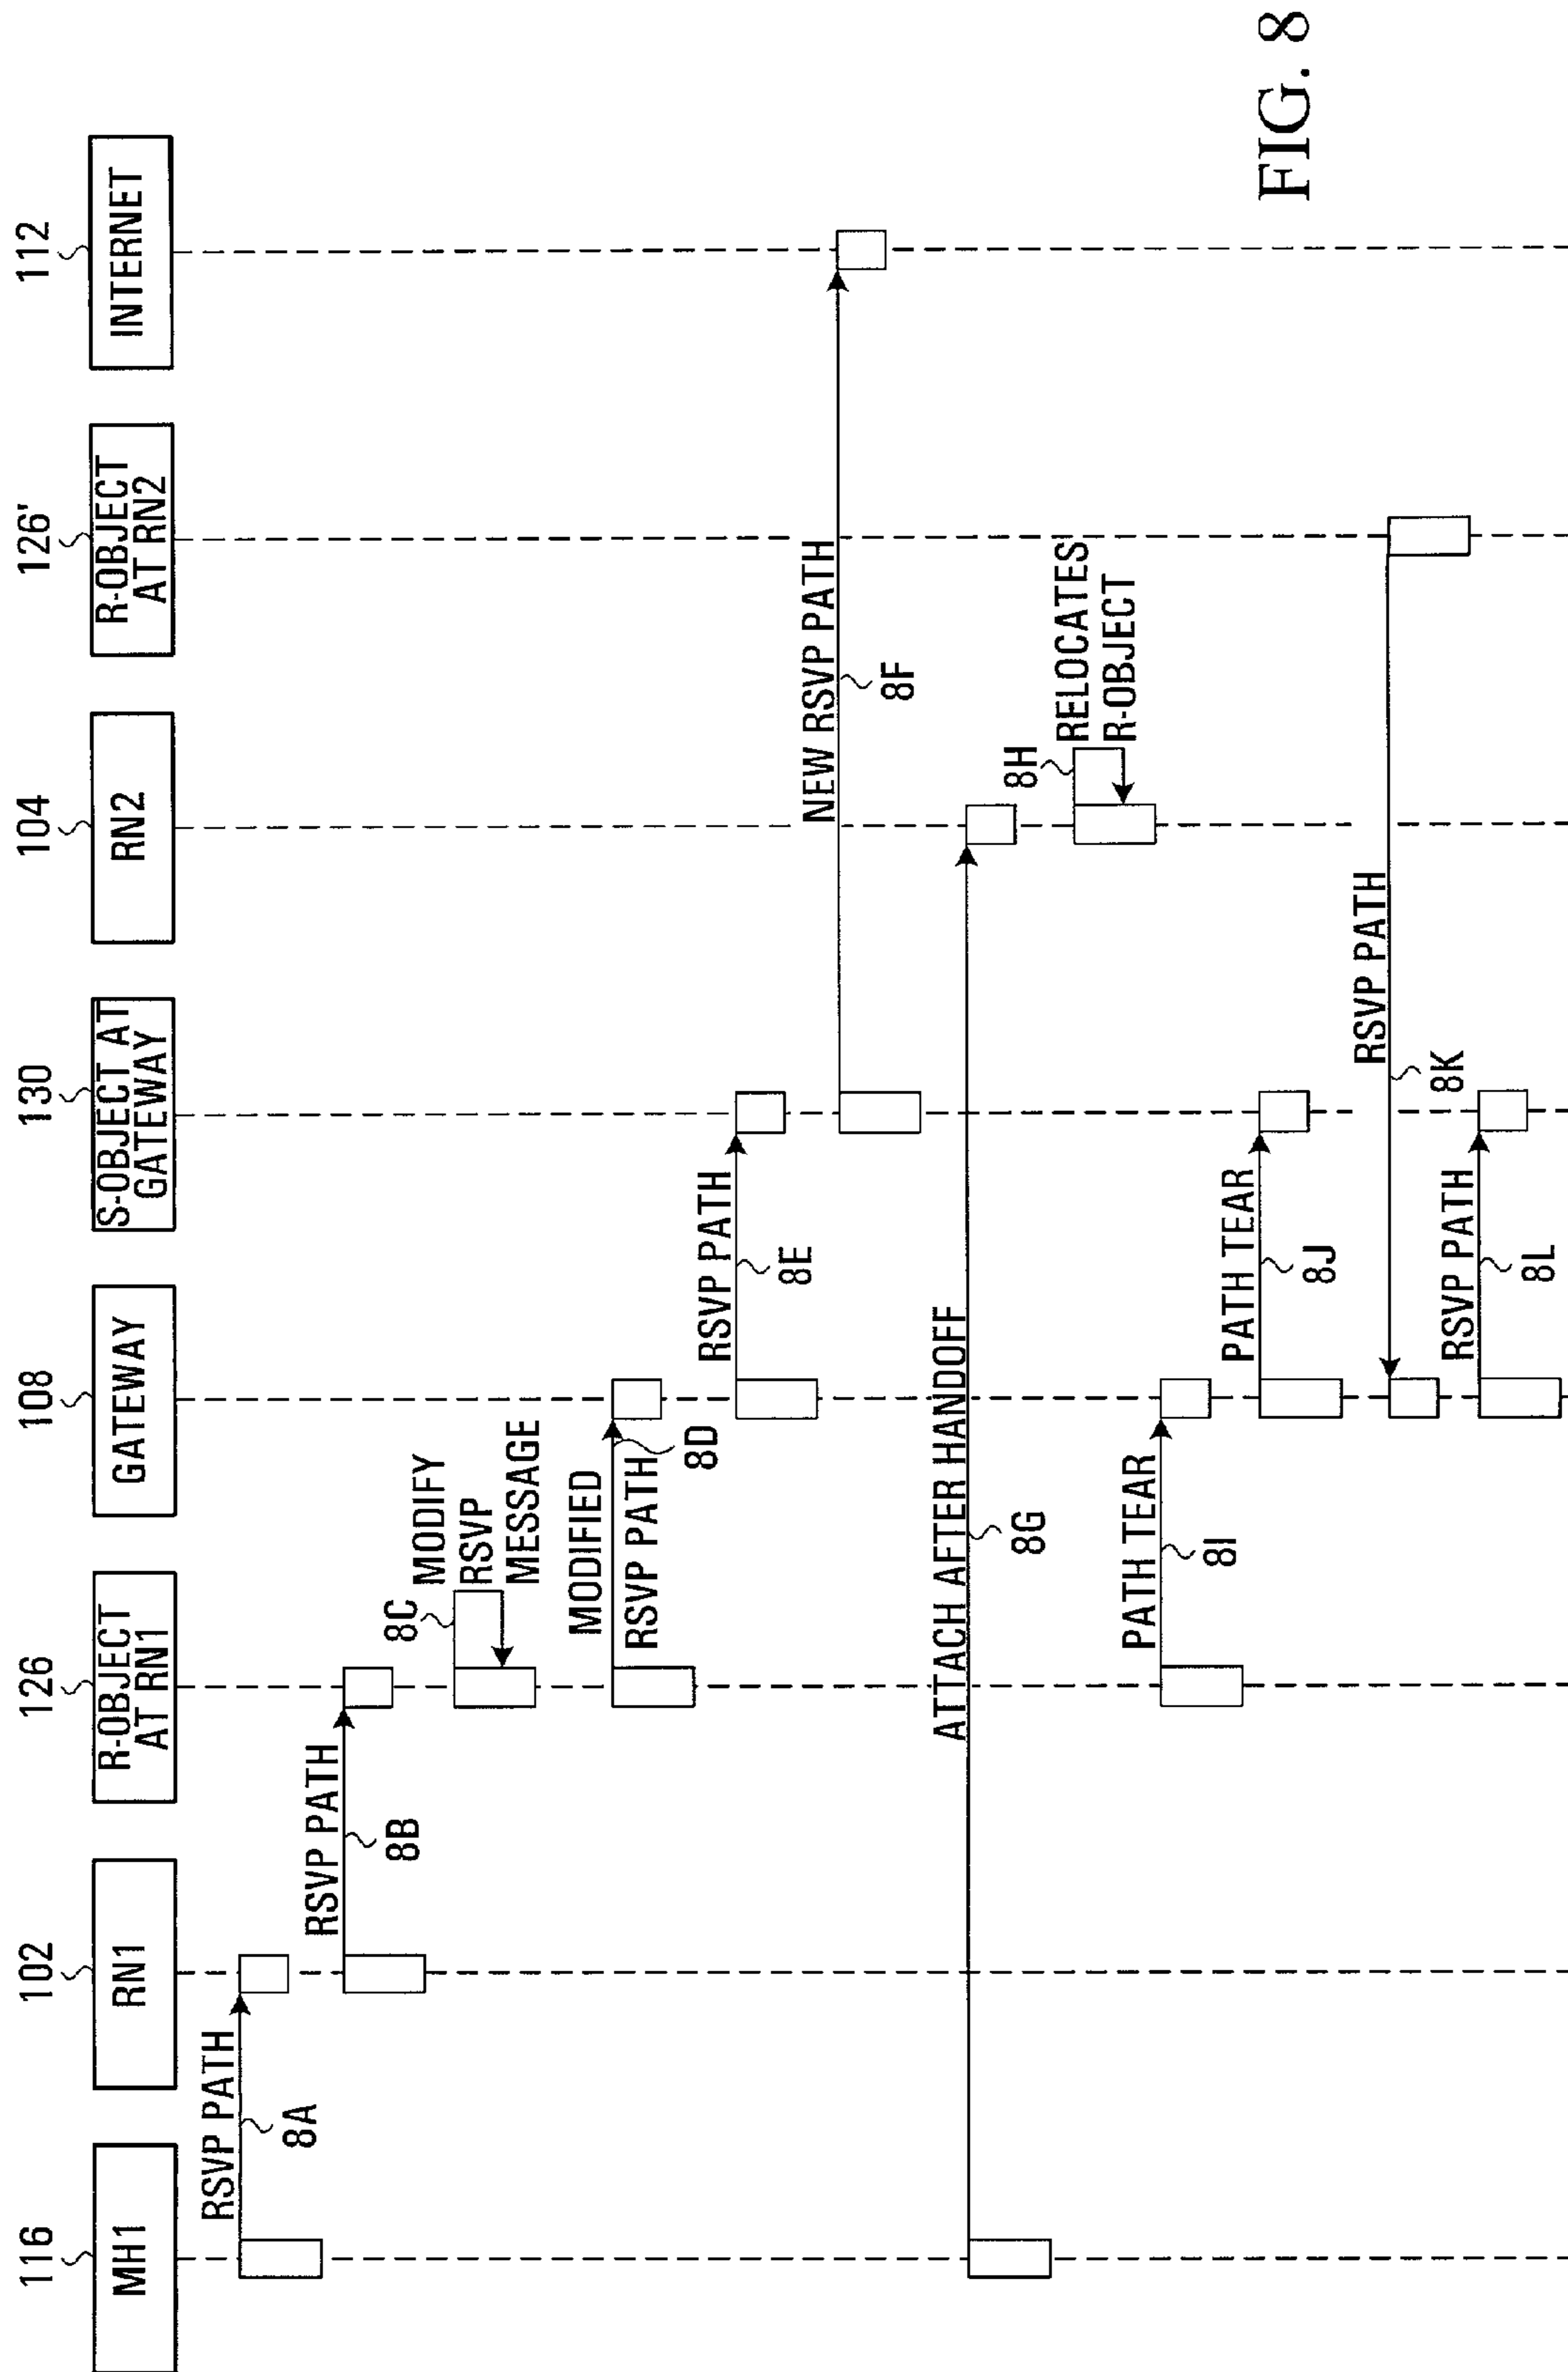 116
MH1
102
RN1
126
R-OBJECT
AT RN1
108
GATEWAY
130
S-OBJECT AT
GATEWAY
104
RN2
126'
R-OBJECT
AT RN2
112
INTERNET
RSVP PATH
8A
RSVP PATH
8B
8C
MODIFY
RSVP
MESSAGE
MODIFIED
RSVP PATH
8D
RSVP PATH
8E
NEW RSVP PATH
8F
ATTACH AFTER HANDOFF
8G
8H
RELOCATES
R-OBJECT
PATH TEAR
8I
PATH TEAR
8J
RSVP PATH
8K
RSVP PATH
8L
FIG. 8